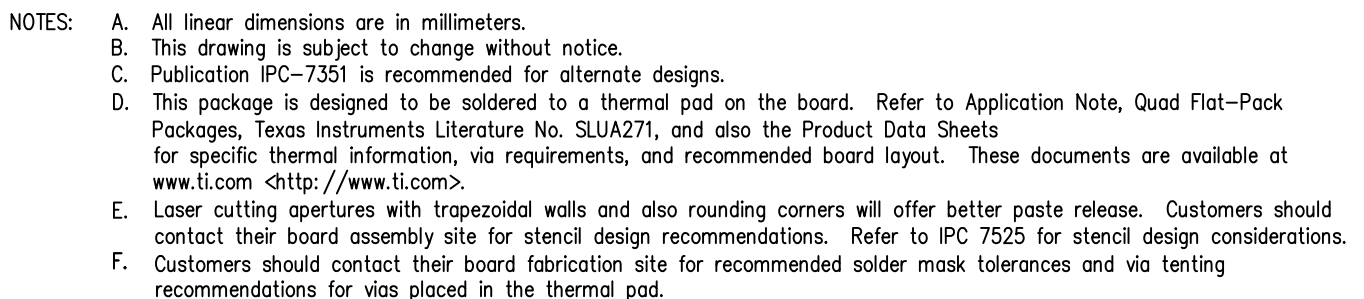 NOTES: A. All linear dimensions are in millimeters.
B. This drawing is subject to change without notice.
C. Publication IPC-7351 is recommended for alternate designs.
D. This package is designed to be soldered to a thermal pad on the board. Refer to Application Note, Quad Flat-Pack
Packages, Texas Instruments Literature No. SLUA271, and also the Product Data Sheets
for specific thermal information, via requirements, and recommended board layout. These documents are available at
www.ti.com <http://www.ti.com>.
E. Laser cutting apertures with trapezoidal walls and also rounding corners will offer better paste release. Customers should
contact their board assembly site for stencil design recommendations. Refer to IPC 7525 for stencil design considerations.
F. Customers should contact their board fabrication site for recommended solder mask tolerances and via tenting
recommendations for vias placed in the thermal pad.